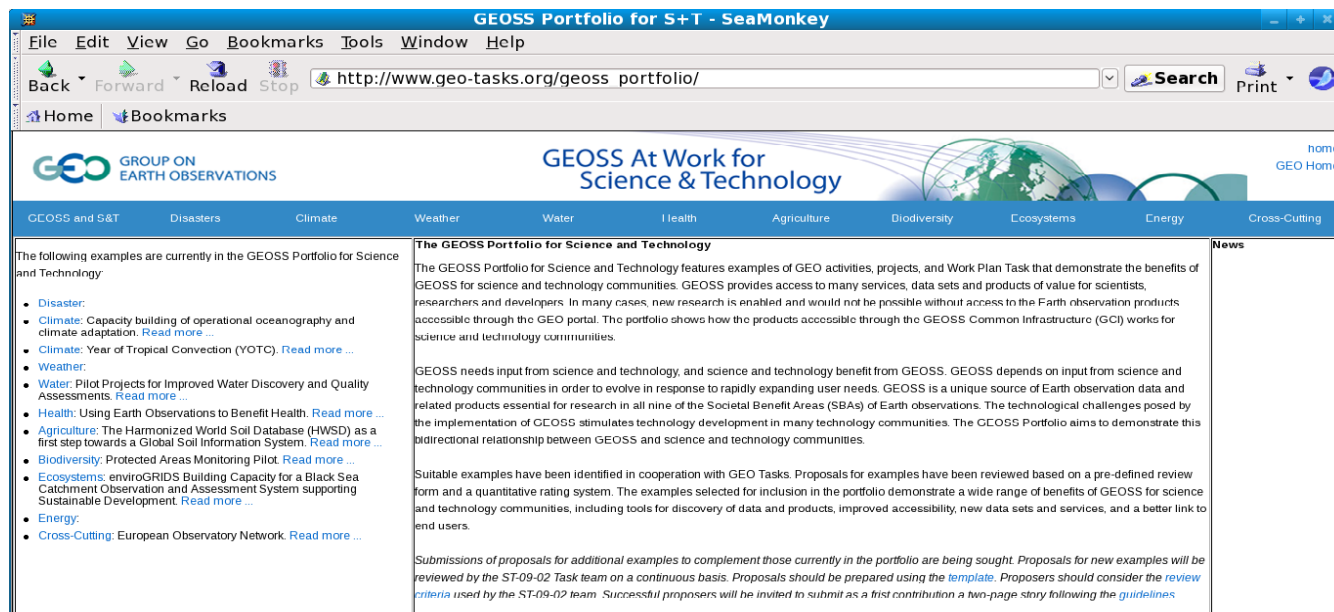 GEOSS Portfolio for S+T - SeaMonkey
File Edit View Go Bookmarks Tools Window Help
Back Forward Reload Stop http://www.geo-tasks.org/geoss_portfolio/ Search Print
Home Bookmarks
GEO GROUP ON
EARTH OBSERVATIONS
GEOSS At Work for
Science & Technology
home
GEO Home
GEOSS and S&T Disasters Climate Weather Water Health Agriculture Biodiversity Ecosystems Energy Cross-Cutting
The following examples are currently in the GEOSS Portfolio for Science
and Technology:
Disaster:
Climate: Capacity building of operational oceanography and
climate adaptation. Read more ...
Climate: Year of Tropical Convection (YOTC). Read more ...
Weather:
Water: Pilot Projects for Improved Water Discovery and Quality
Assessments. Read more ...
Health: Using Earth Observations to Benefit Health. Read more ...
Agriculture: The Harmonized World Soil Database (HWSD) as a
first step towards a Global Soil Information System. Read more ...
Biodiversity: Protected Areas Monitoring Pilot. Read more ...
Ecosystems: enviroGRIDS Building Capacity for a Black Sea
Catchment Observation and Assessment System supporting
Sustainable Development. Read more ...
Energy:
Cross-Cutting: European Observatory Network. Read more ...
The GEOSS Portfolio for Science and Technology
The GEOSS Portfolio for Science and Technology features examples of GEO activities, projects, and Work Plan Task that demonstrate the benefits of
GEOSS for science and technology communities. GEOSS provides access to many services, data sets and products of value for scientists,
researchers and developers. In many cases, new research is enabled and would not be possible without access to the Earth observation products
accessible through the GEO portal. The portfolio shows how the products accessible through the GEOSS Common Infrastructure (GCI) works for
science and technology communities.
GEOSS needs input from science and technology, and science and technology benefit from GEOSS. GEOSS depends on input from science and
technology communities in order to evolve in response to rapidly expanding user needs. GEOSS is a unique source of Earth observation data and
related products essential for research in all nine of the Societal Benefit Areas (SBAs) of Earth observations. The technological challenges posed by
the implementation of GEOSS stimulates technology development in many technology communities. The GEOSS Portfolio aims to demonstrate this
bidirectional relationship between GEOSS and science and technology communities.
Suitable examples have been identified in cooperation with GEO Tasks. Proposals for examples have been reviewed based on a pre-defined review
form and a quantitative rating system. The examples selected for inclusion in the portfolio demonstrate a wide range of benefits of GEOSS for science
and technology communities, including tools for discovery of data and products, improved accessibility, new data sets and services, and a better link to
end users.
Submissions of proposals for additional examples to complement those currently in the portfolio are being sought. Proposals for new examples will be
reviewed by the ST-09-02 Task team on a continuous basis. Proposals should be prepared using the template. Proposers should consider the review
criteria used by the ST-09-02 team. Successful proposers will be invited to submit as a frist contribution a two-page story following the guidelines
News